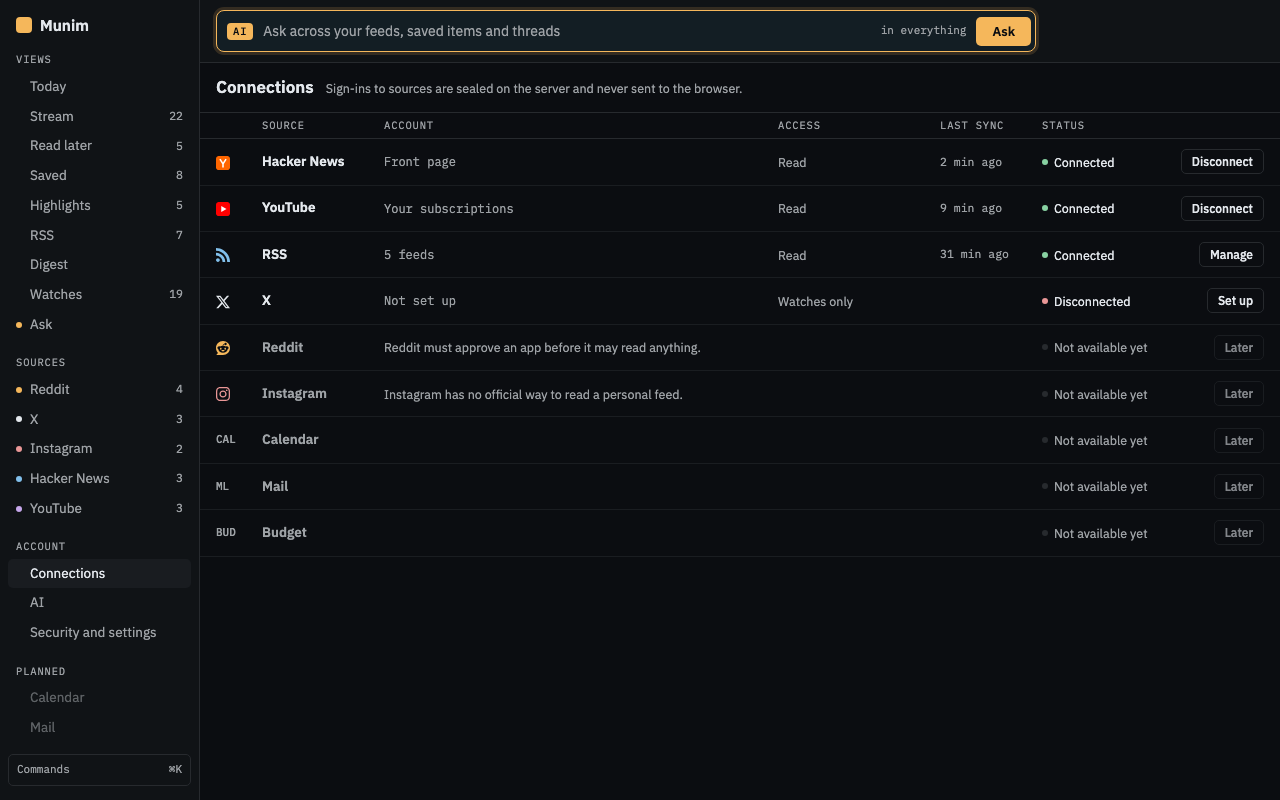 Munim
VIEWS
Today
Stream 22
Read later 5
Saved 8
Highlights 5
RSS 7
Digest
Watches 19
Ask
SOURCES
Reddit 4
X 3
Instagram 2
Hacker News 3
YouTube 3
ACCOUNT
Connections
AI
Security and settings
PLANNED
Calendar
Mail
Commands ⌘K
AI Ask across your feeds, saved items and threads in everything Ask
Connections Sign-ins to sources are sealed on the server and never sent to the browser.
SOURCE ACCOUNT ACCESS LAST SYNC STATUS
Y Hacker News Front page Read 2 min ago Connected Disconnect
YouTube Your subscriptions Read 9 min ago Connected Disconnect
RSS 5 feeds Read 31 min ago Connected Manage
X Not set up Watches only Disconnected Set up
Reddit Reddit must approve an app before it may read anything. Not available yet Later
Instagram Instagram has no official way to read a personal feed. Not available yet Later
CAL Calendar Not available yet Later
ML Mail Not available yet Later
BUD Budget Not available yet Later